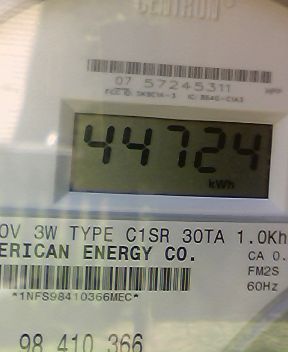 CENTRON®
07 57245311
44724
kWh
0V 3W TYPE C1SR 30TA 1.0Kh
ERICAN ENERGY CO.
CA 0.
FM2S
60Hz
*1NFS98410366MEC*
98 410 366